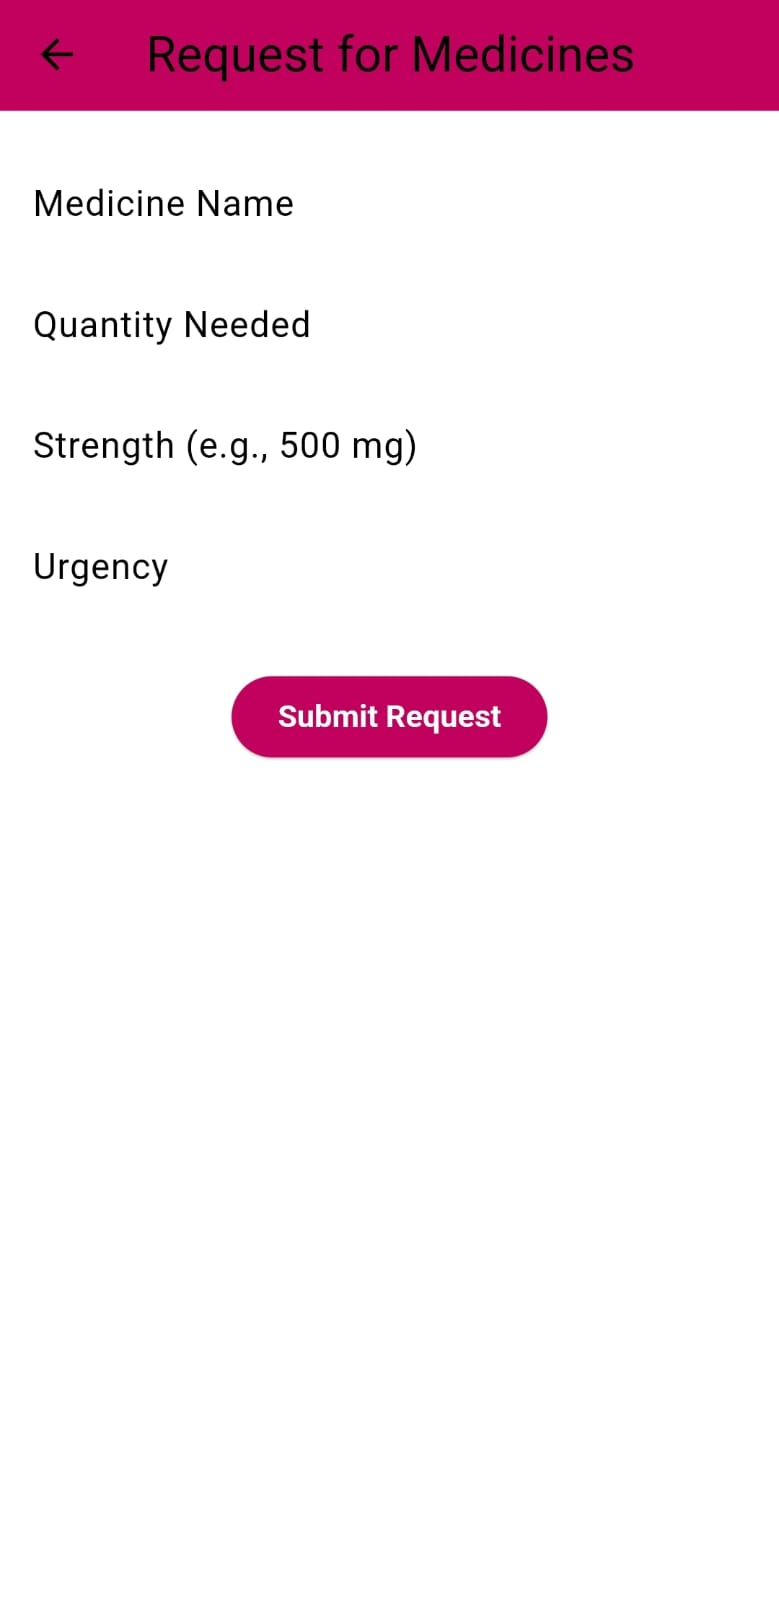 Request for Medicines
Medicine Name
Quantity Needed
Strength (e.g., 500 mg)
Urgency
Submit Request